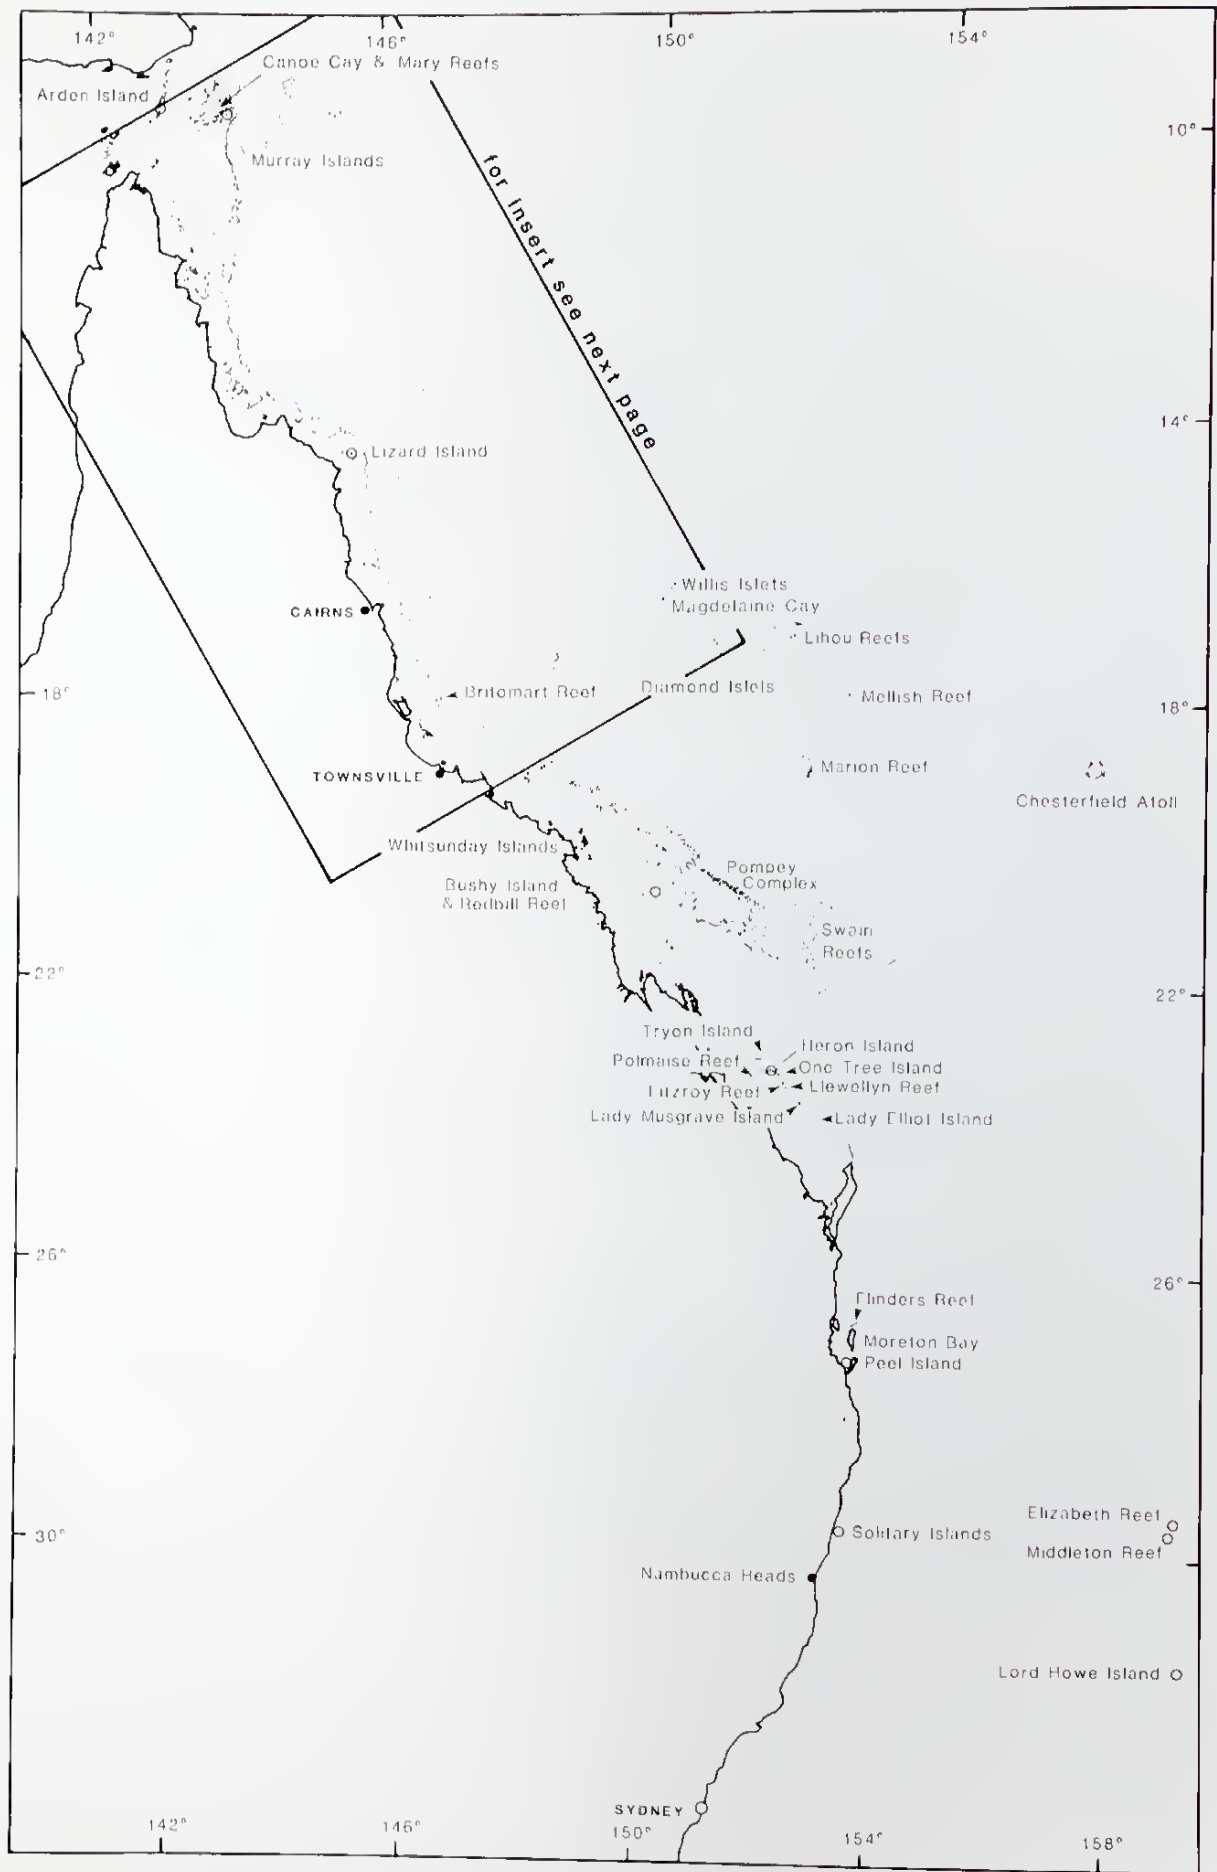 142°
146°
150°
154°
Canoe Cay & Mary Reefs
Arden Island
10°
Murray Islands
for insert see next page
14°
Lizard Island
Willis Islets
Magdelaine Cay
CAIRNS
Lihou Reefs
18°
Britomart Reef
Diamond Islets
Mellish Reef
18°
TOWNSVILLE
Marion Reef
Chesterfield Atoll
Whitsunday Islands
Pompey
Complex
Bushy Island
& Redbill Reef
Swain
Reefs
22°
22°
Tryon Island
Heron Island
Polmaise Reef
One Tree Island
Fitzroy Reef
Llewellyn Reef
Lady Musgrave Island
Lady Elliot Island
26°
26°
Flinders Reef
Moreton Bay
Peel Island
30°
Solitary Islands
Elizabeth Reef
Middleton Reef
Nambucca Heads
Lord Howe Island
SYDNEY
142°
146°
150°
154°
158°